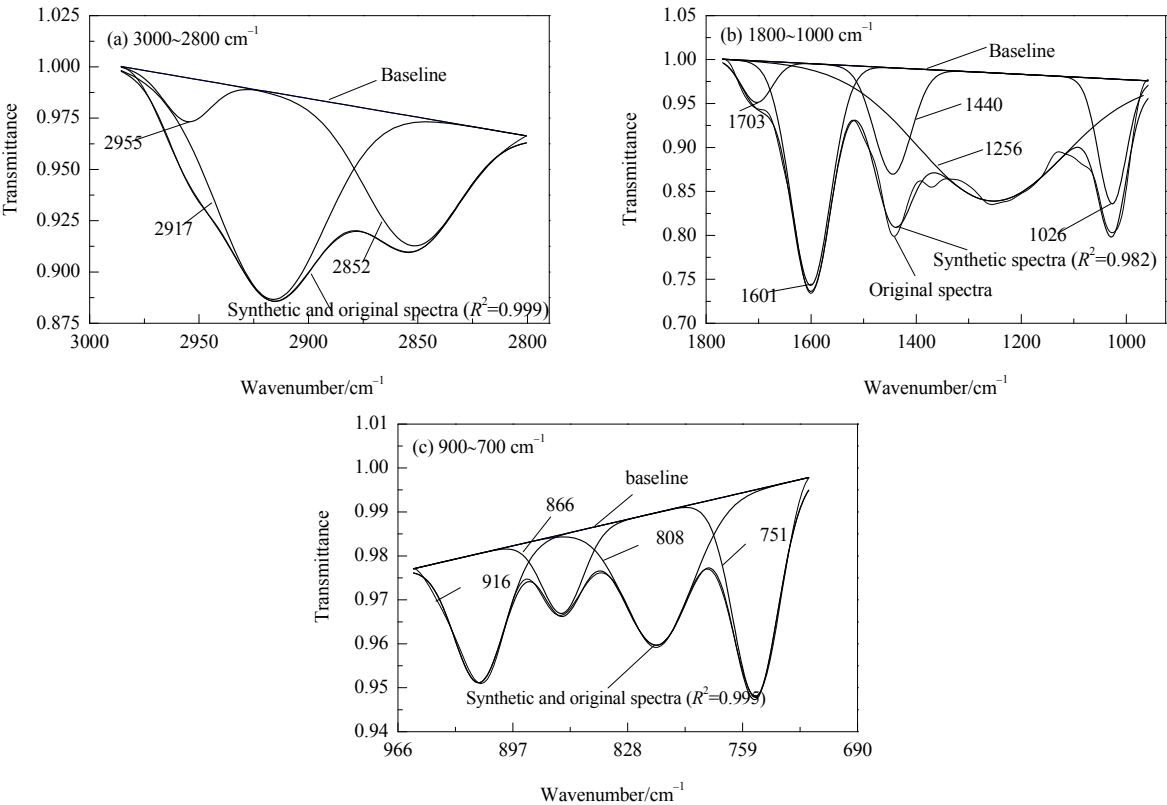 (a) 3000~2800 cm⁻¹
1.025
1.000
0.975
0.950
0.925
0.900
0.875
Transmittance
Baseline
2955
2917
2852
Synthetic and original spectra (R²=0.999)
3000 2950 2900 2850 2800
Wavenumber/cm⁻¹
(b) 1800~1000 cm⁻¹
1.05
1.00
0.95
0.90
0.85
0.80
0.75
0.70
Transmittance
Baseline
1703
1440
1256
1026
Synthetic spectra (R²=0.982)
Original spectra
1601
1800 1600 1400 1200 1000
Wavenumber/cm⁻¹
(c) 900~700 cm⁻¹
1.01
1.00
0.99
0.98
0.97
0.96
0.95
0.94
Transmittance
baseline
866
808
751
916
Synthetic and original spectra (R²=0.995)
966 897 828 759 690
Wavenumber/cm⁻¹